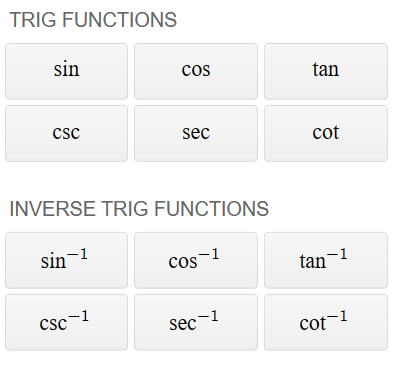 TRIG FUNCTIONS
sin cos tan
csc sec cot
INVERSE TRIG FUNCTIONS
sin⁻¹ cos⁻¹ tan⁻¹
csc⁻¹ sec⁻¹ cot⁻¹